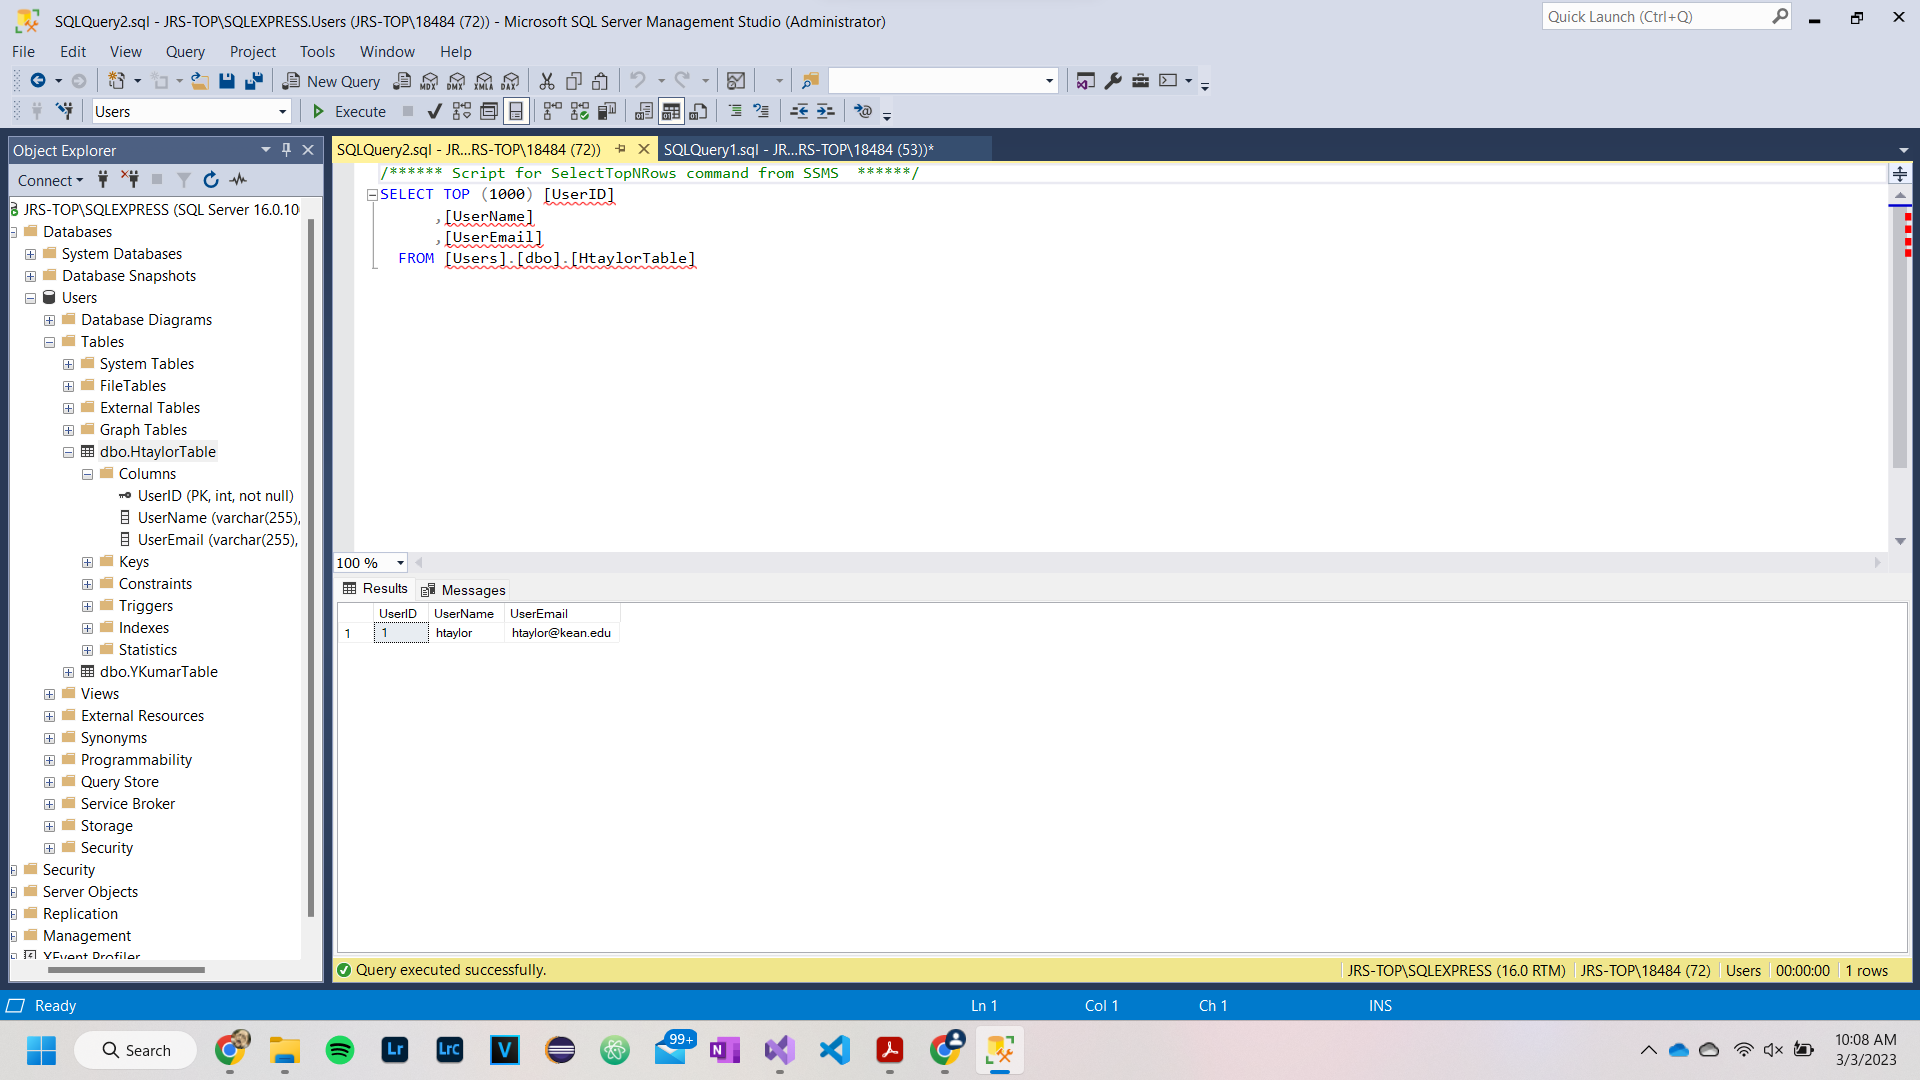 SQLQuery2.sql - JRS-TOP\SQLEXPRESS.Users (JRS-TOP\18484 (72)) - Microsoft SQL Server Management Studio (Administrator)
Quick Launch (Ctrl+Q)
File Edit View Query Project Tools Window Help
New Query MDX DMX XMLA DAX
Users Execute
Object Explorer
Connect
JRS-TOP\SQLEXPRESS (SQL Server 16.0.10
Databases
System Databases
Database Snapshots
Users
Database Diagrams
Tables
System Tables
FileTables
External Tables
Graph Tables
dbo.HtaylorTable
Columns
UserID (PK, int, not null)
UserName (varchar(255),
UserEmail (varchar(255),
Keys
Constraints
Triggers
Indexes
Statistics
dbo.YKumarTable
Views
External Resources
Synonyms
Programmability
Query Store
Service Broker
Storage
Security
Security
Server Objects
Replication
Management
XEvent Profiler
SQLQuery2.sql - JR...RS-TOP\18484 (72)) SQLQuery1.sql - JR...RS-TOP\18484 (53))*
/****** Script for SelectTopNRows command from SSMS  ******/
SELECT TOP (1000) [UserID]
,[UserName]
,[UserEmail]
FROM [Users].[dbo].[HtaylorTable]
100 %
Results Messages
UserID UserName UserEmail
1 1 htaylor htaylor@kean.edu
Query executed successfully. JRS-TOP\SQLEXPRESS (16.0 RTM) JRS-TOP\18484 (72) Users 00:00:00 1 rows
Ready Ln 1 Col 1 Ch 1 INS
Search Lr LrC V 99+ N
10:08 AM
3/3/2023